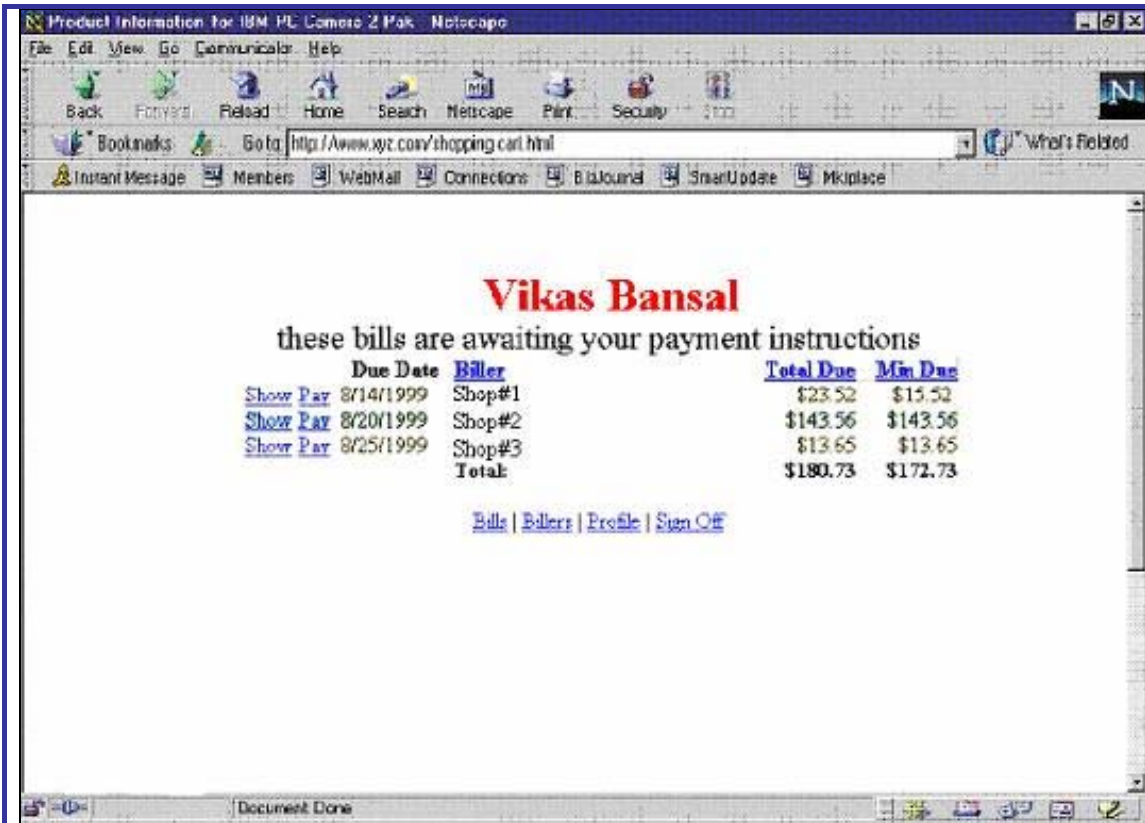 Product Information for IBM PC Camera 2 Pak - Netscape
File Edit View Go Communicator Help
Back Forward Reload Home Search Netscape Print Security Stop
Bookmarks Go to: http://www.xyz.com/shopping cart.html What's Related
Instant Message Members WebMail Connections BizJournal SmartUpdate Mktplace
Vikas Bansal
these bills are awaiting your payment instructions
Due Date Biller Total Due Min Due
Show Pay 8/14/1999 Shop#1 $23.52 $15.52
Show Pay 8/20/1999 Shop#2 $143.56 $143.56
Show Pay 8/25/1999 Shop#3 $13.65 $13.65
Total: $180.73 $172.73
Bills | Billers | Profile | Sign Off
Document Done